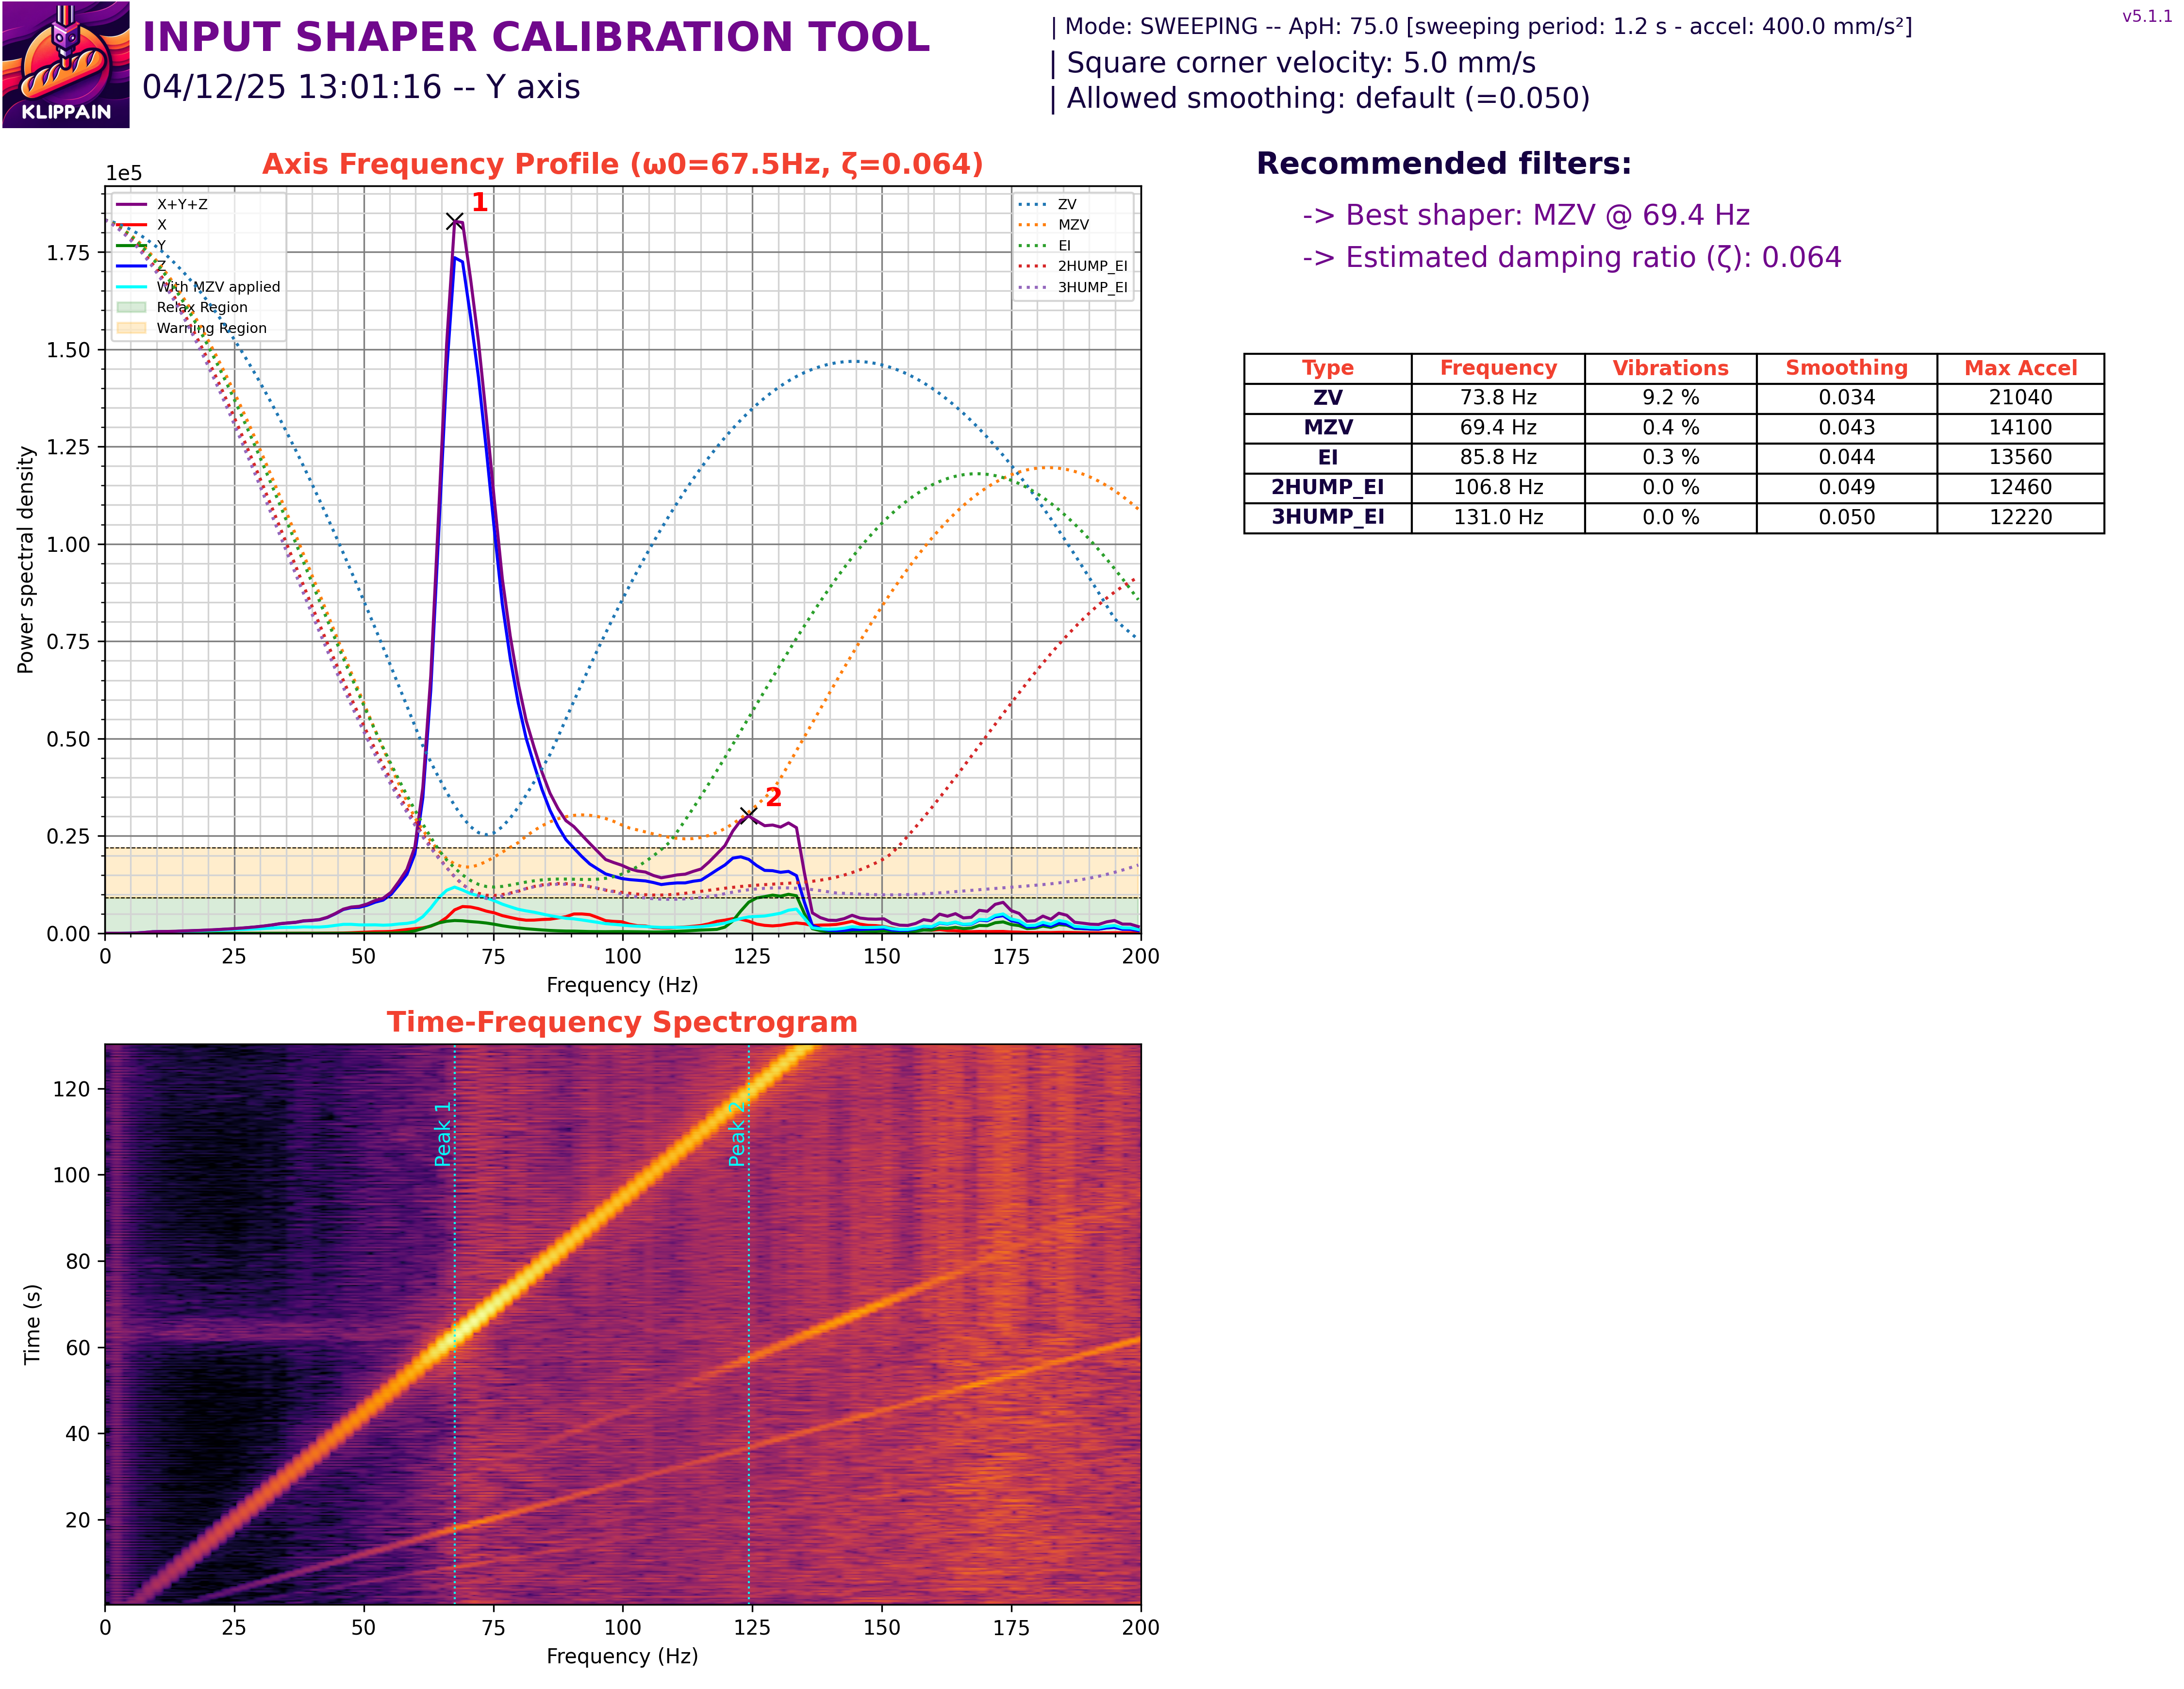 KLIPPAIN
INPUT SHAPER CALIBRATION TOOL
04/12/25 13:01:16 -- Y axis
| Mode: SWEEPING -- ApH: 75.0 [sweeping period: 1.2 s - accel: 400.0 mm/s²]
| Square corner velocity: 5.0 mm/s
| Allowed smoothing: default (=0.050)
v5.1.1
Axis Frequency Profile (ω0=67.5Hz, ζ=0.064)
1e5
X+Y+Z
X
Y
Z
With MZV applied
Relax Region
Warning Region
ZV
MZV
EI
2HUMP_EI
3HUMP_EI
1
2
1.75
1.50
1.25
1.00
0.75
0.50
0.25
0.00
Power spectral density
0 25 50 75 100 125 150 175 200
Frequency (Hz)
Recommended filters:
-> Best shaper: MZV @ 69.4 Hz
-> Estimated damping ratio (ζ): 0.064
Type Frequency Vibrations Smoothing Max Accel
ZV 73.8 Hz 9.2 % 0.034 21040
MZV 69.4 Hz 0.4 % 0.043 14100
EI 85.8 Hz 0.3 % 0.044 13560
2HUMP_EI 106.8 Hz 0.0 % 0.049 12460
3HUMP_EI 131.0 Hz 0.0 % 0.050 12220
Time-Frequency Spectrogram
Peak 1
Peak 2
120
100
80
60
40
20
Time (s)
0 25 50 75 100 125 150 175 200
Frequency (Hz)